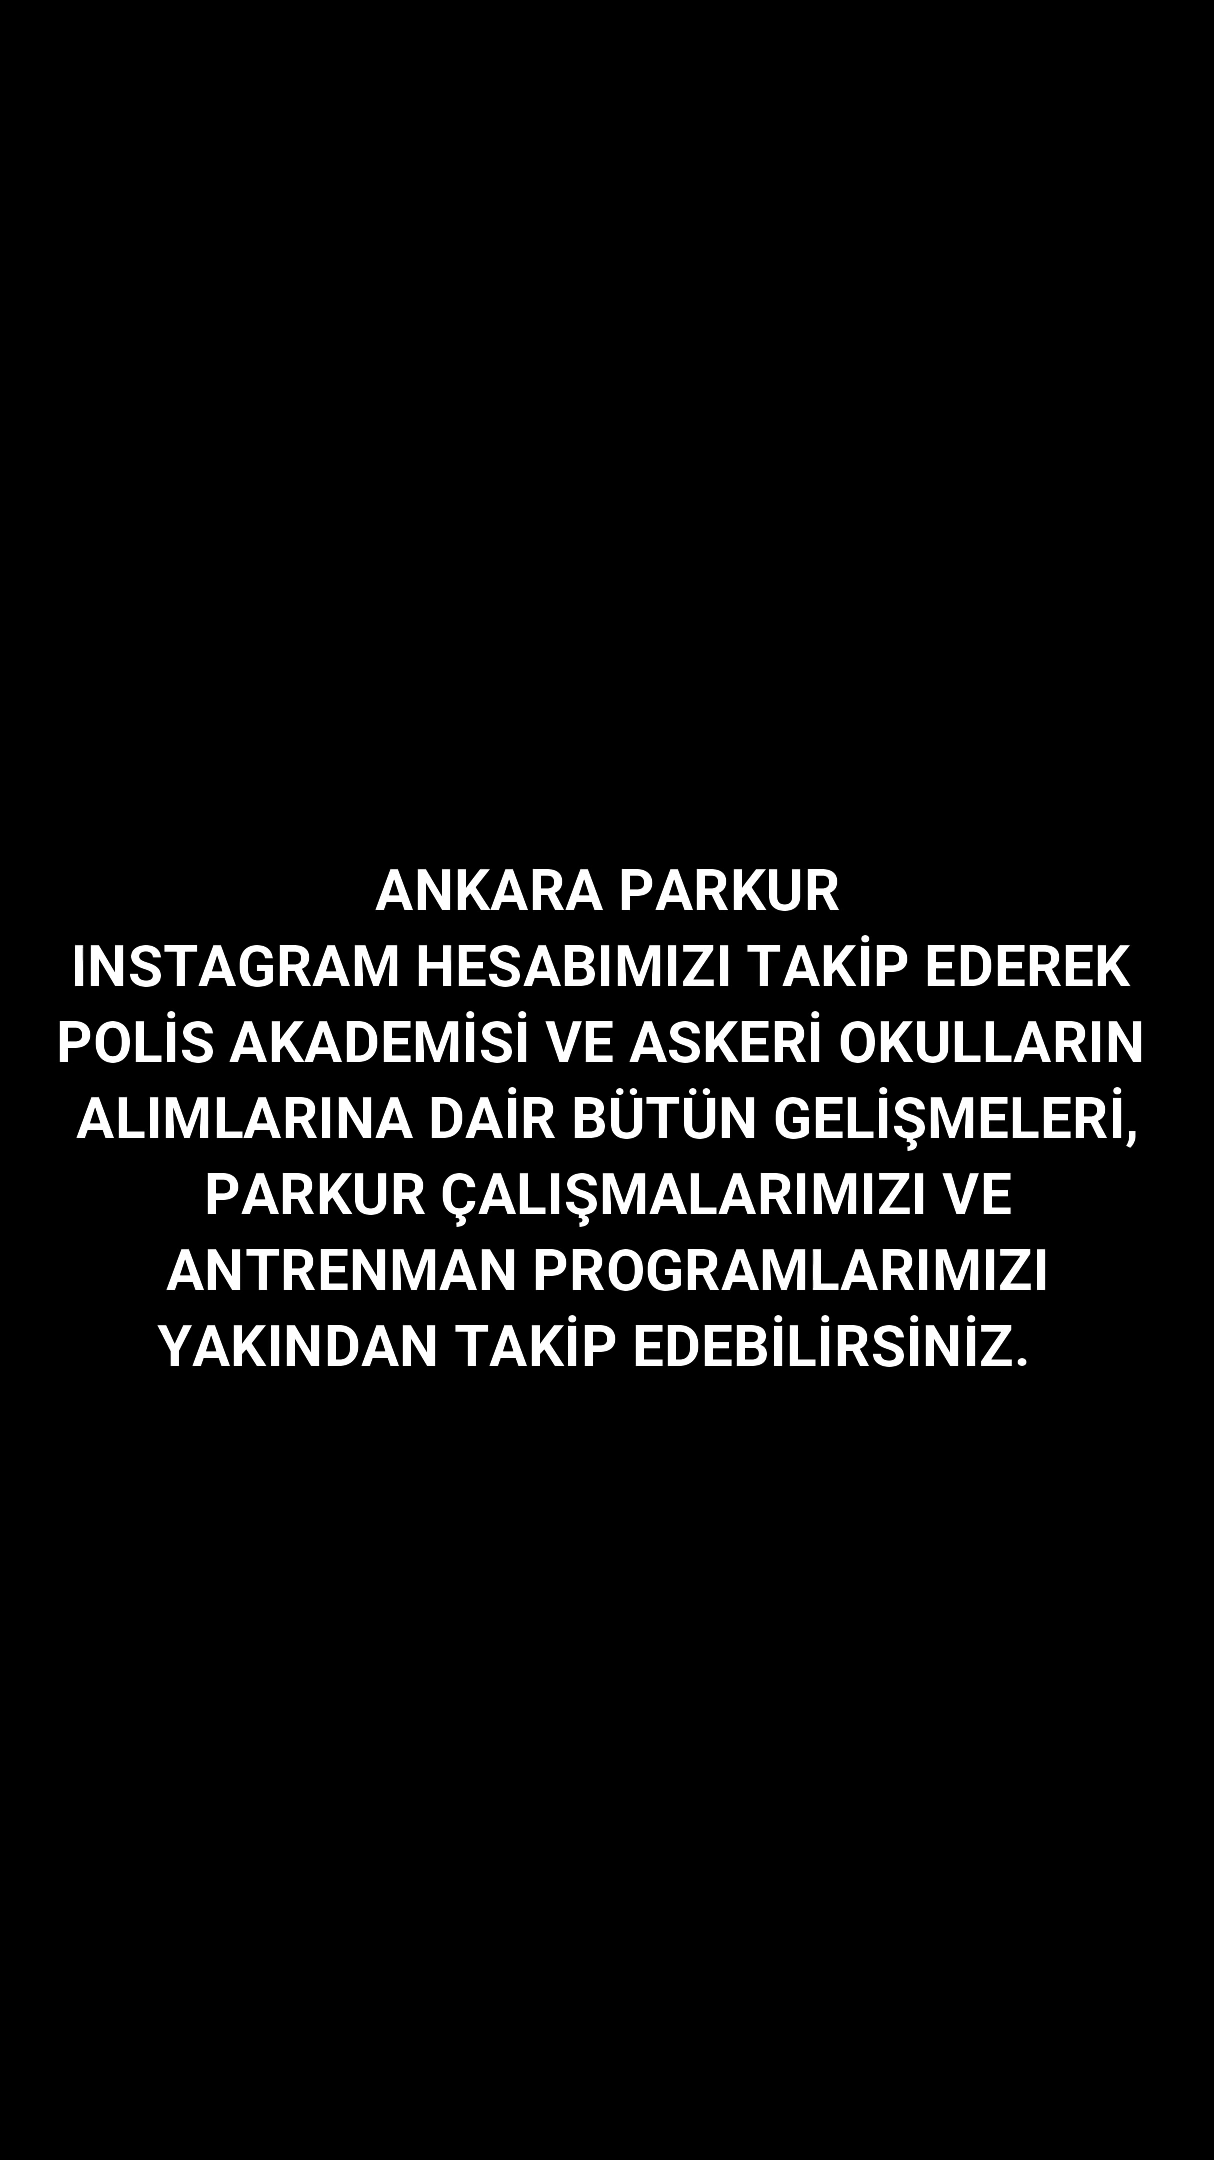 ANKARA PARKUR
INSTAGRAM HESABIMIZI TAKİP EDEREK
POLİS AKADEMİSİ VE ASKERİ OKULLARIN
ALIMLARINA DAİR BÜTÜN GELİŞMELERİ,
PARKUR ÇALIŞMALARIMIZI VE
ANTRENMAN PROGRAMLARIMIZI
YAKINDAN TAKİP EDEBİLİRSİNİZ.